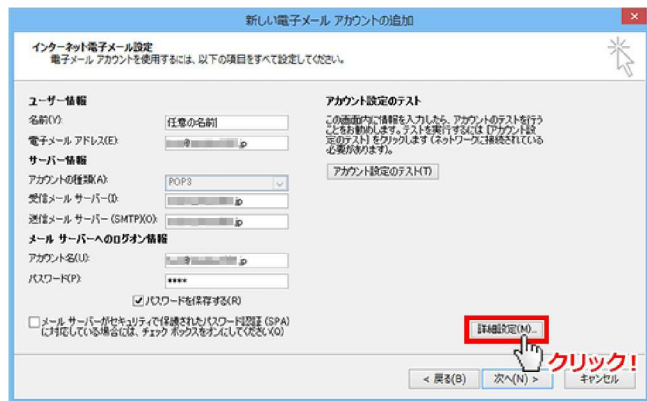 新しい電子メール アカウントの追加
×
インターネット電子メール設定
電子メール アカウントを使用するには、以下の項目をすべて設定してください。
ユーザー情報
名前(Y):
任意の名前
電子メール アドレス(E):
jp
サーバー情報
アカウントの種類(A):
POP3
受信メール サーバー(I):
jp
送信メール サーバー (SMTP)(O):
jp
メール サーバーへのログオン情報
アカウント名(U):
jp
パスワード(P):
****
パスワードを保存する(R)
メール サーバーがセキュリティで保護されたパスワード認証 (SPA)
に対応している場合には、チェック ボックスをオンにしてください(Q)
アカウント設定のテスト
この画面内に情報を入力したら、アカウントのテストを行う
ことをお勧めします。テストを実行するには [アカウント設
定のテスト] をクリックします (ネットワークに接続されている
必要があります)。
アカウント設定のテスト(T)
詳細設定(M)...
クリック!
< 戻る(B)
次へ(N) >
キャンセル